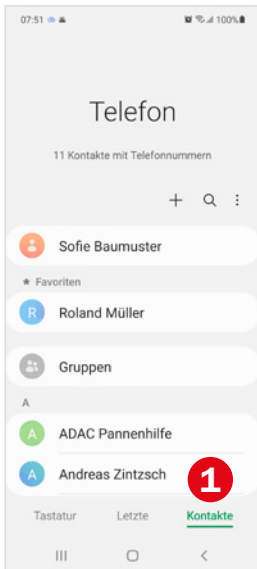 07:51 100%
Telefon
11 Kontakte mit Telefonnummern
Sofie Baumuster
★ Favoriten
R Roland Müller
Gruppen
A
A ADAC Pannenhilfe
A Andreas Zintzsch
1
Tastatur Letzte Kontakte